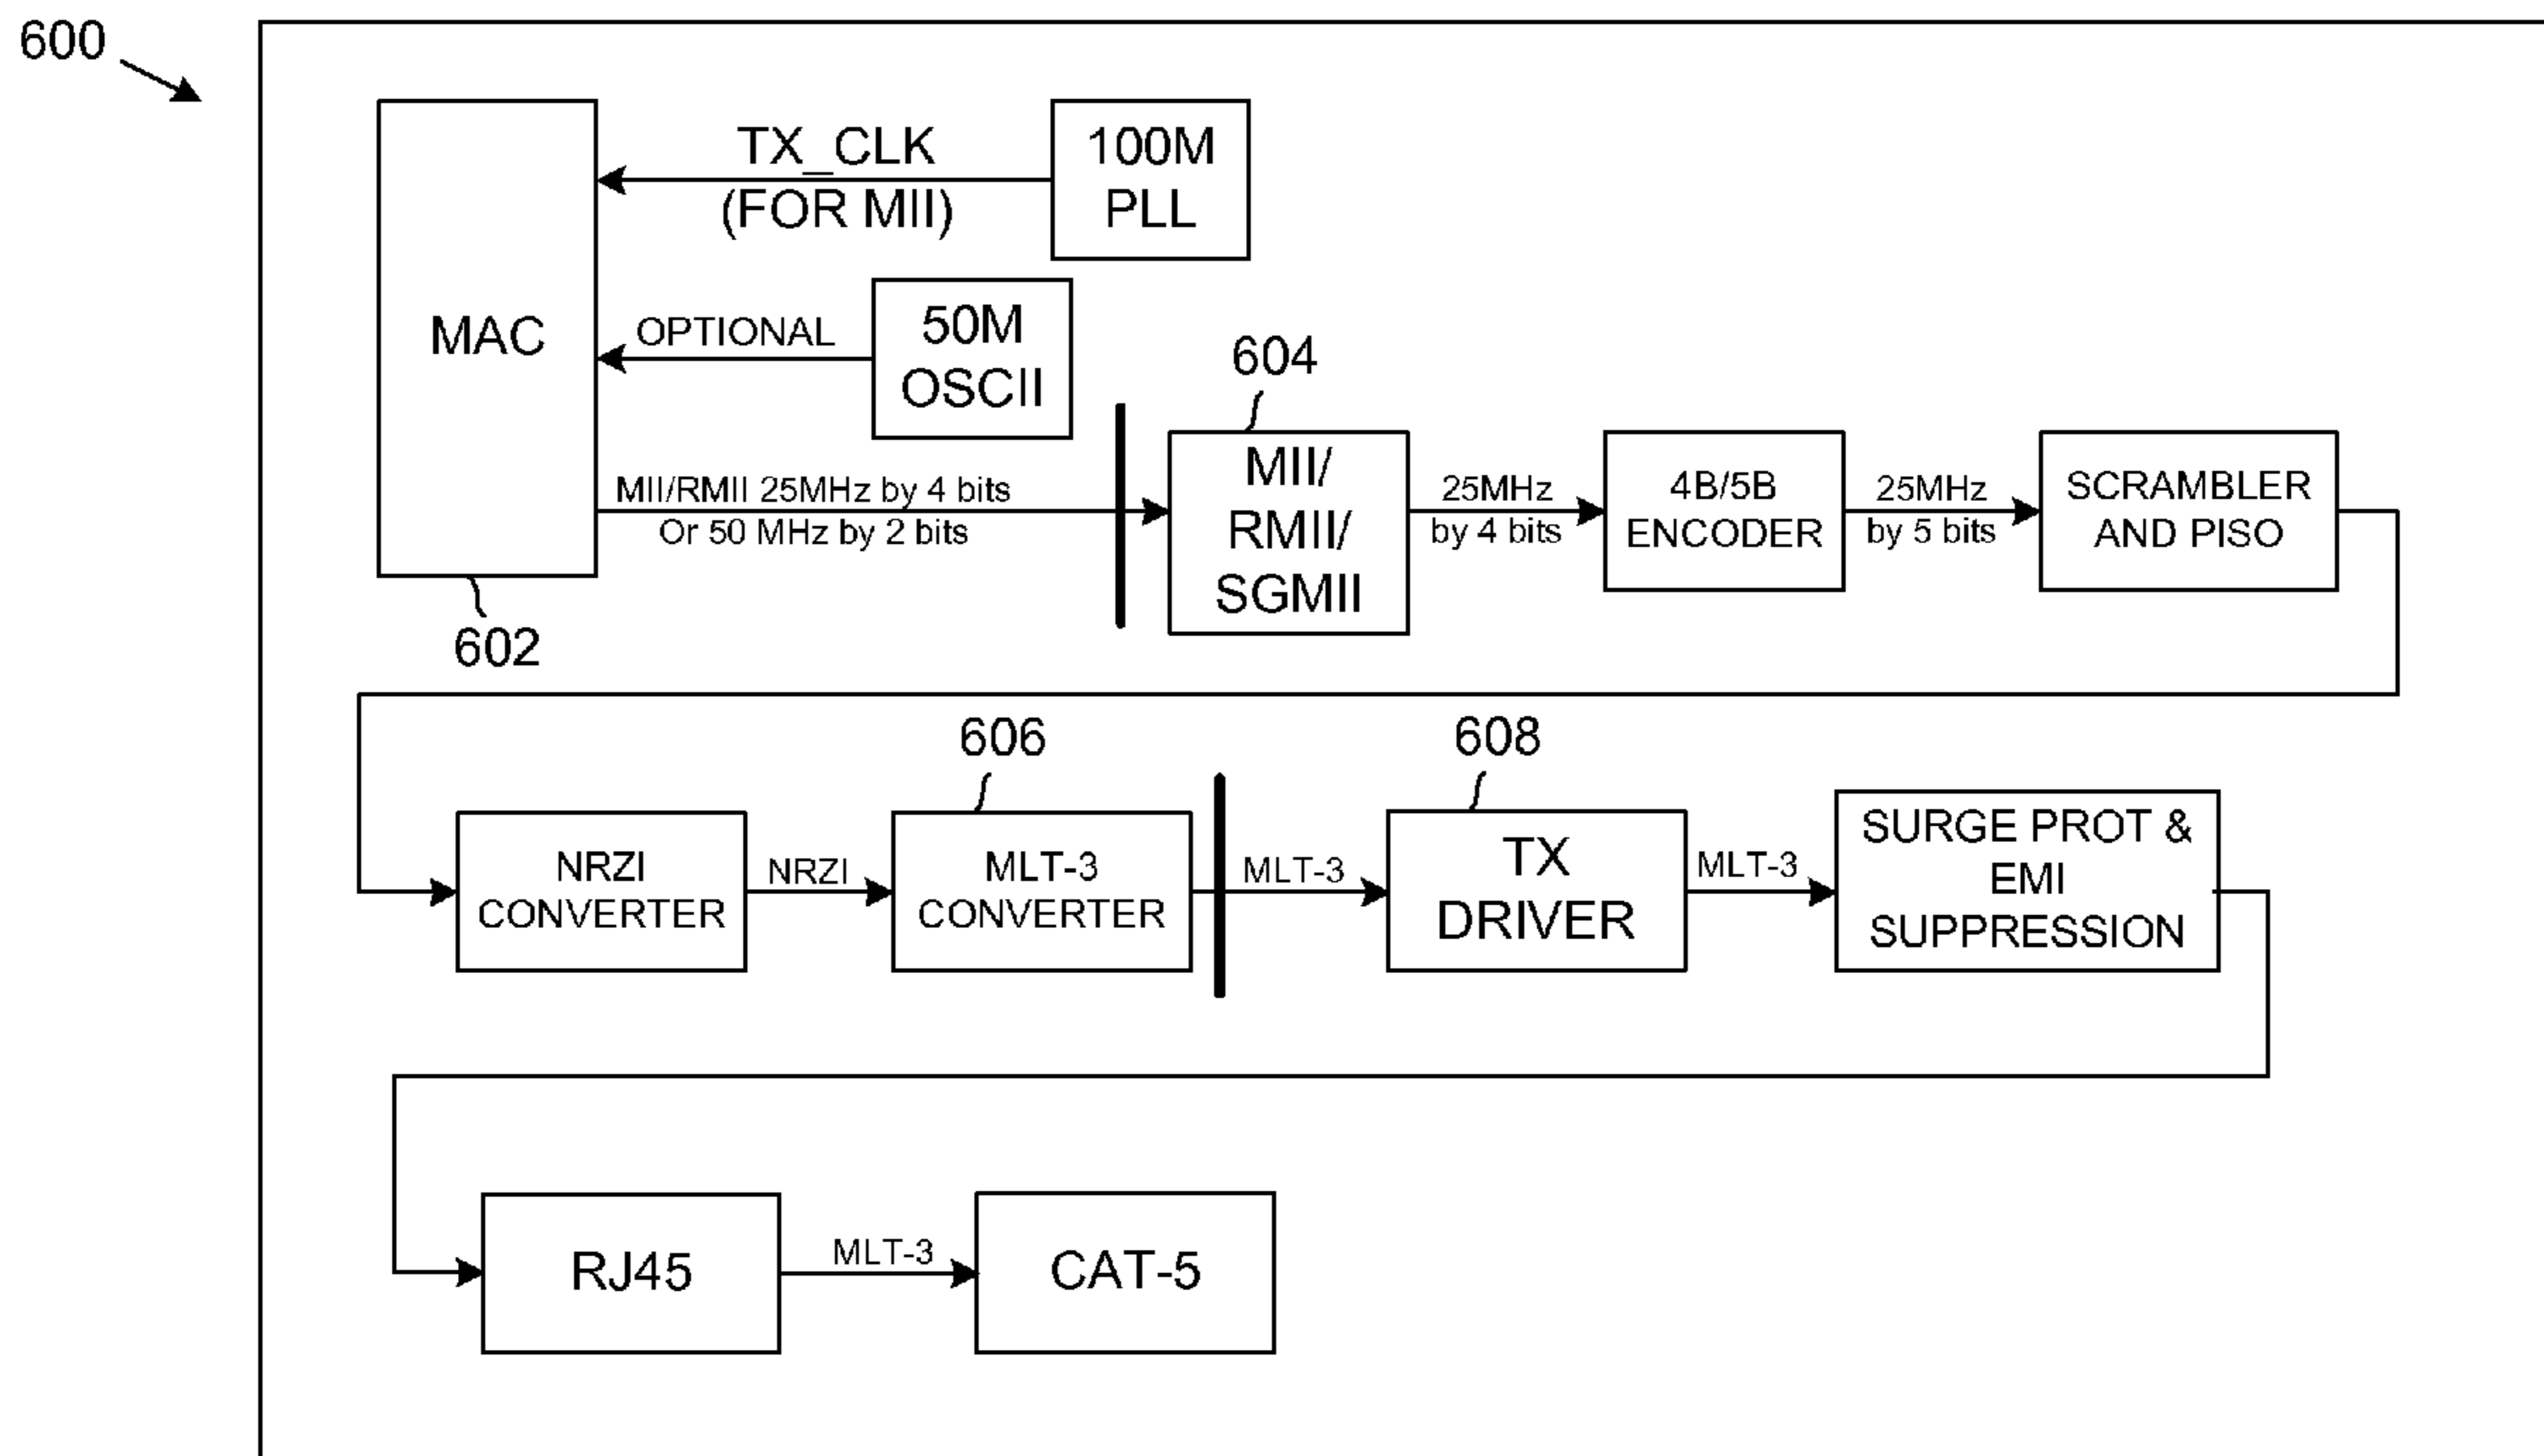 600
TX_CLK
(FOR MII)
100M
PLL
MAC
OPTIONAL
50M
OSCII
604
MII/RMII 25MHz by 4 bits
Or 50 MHz by 2 bits
MII/
RMII/
SGMII
25MHz
by 4 bits
4B/5B
ENCODER
25MHz
by 5 bits
SCRAMBLER
AND PISO
602
606
608
NRZI
CONVERTER
NRZI
MLT-3
CONVERTER
MLT-3
TX
DRIVER
MLT-3
SURGE PROT &
EMI
SUPPRESSION
RJ45
MLT-3
CAT-5